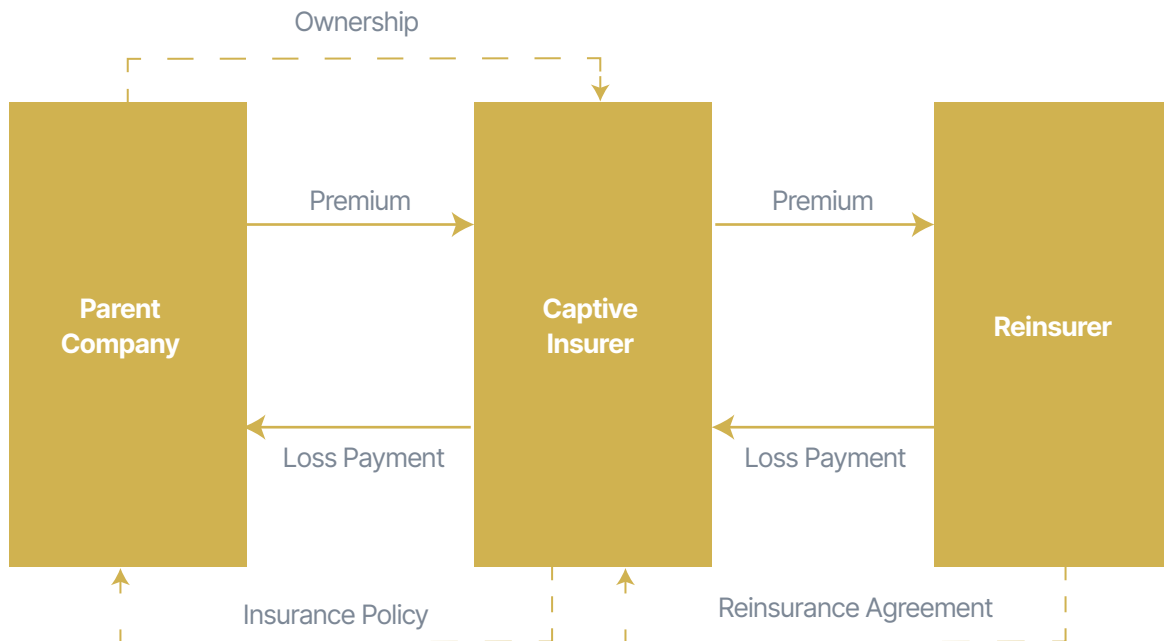 Ownership
Premium
Premium
Parent
Company
Captive
Insurer
Reinsurer
Loss Payment
Loss Payment
Insurance Policy
Reinsurance Agreement